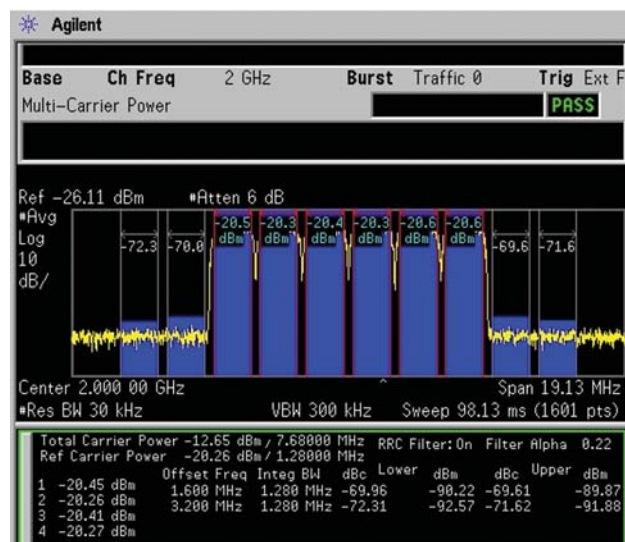 Agilent
Base Ch Freq 2 GHz Burst Traffic 0 Trig Ext F
Multi-Carrier Power PASS
Ref -26.11 dBm #Atten 6 dB
#Avg
Log
10
dB/
-72.3 -70.0 -20.5 dBm -20.3 dBm -20.4 dBm -20.3 dBm -20.6 dBm -20.6 dBm -69.6 -71.6
Center 2.000 00 GHz Span 19.13 MHz
#Res BW 30 kHz VBW 300 kHz Sweep 98.13 ms (1601 pts)
Total Carrier Power -12.65 dBm/ 7.68000 MHz RRC Filter: On Filter Alpha 0.22
Ref Carrier Power -20.26 dBm/ 1.28000 MHz
Offset Freq Integ BW dBc Lower dBm dBc Upper dBm
1 -20.45 dBm 1.600 MHz 1.280 MHz -69.96 -90.22 -69.61 -89.87
2 -20.26 dBm 3.200 MHz 1.280 MHz -72.31 -92.57 -71.62 -91.88
3 -20.41 dBm
4 -20.27 dBm